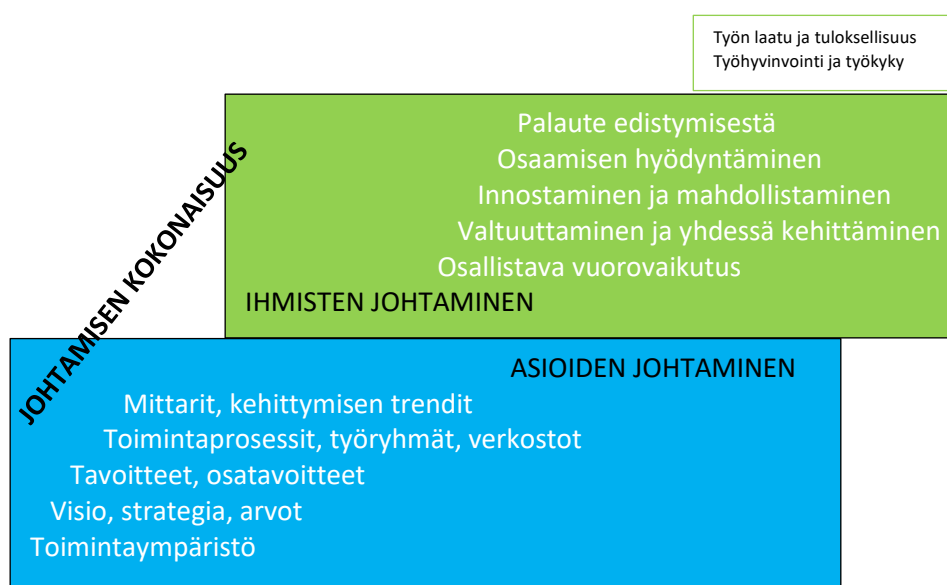 Työn laatu ja tuloksellisuus
Työhyvinvointi ja työkyky
Palaute edistymisestä
Osaamisen hyödyntäminen
Innostaminen ja mahdollistaminen
Valtuuttaminen ja yhdessä kehittäminen
Osallistava vuorovaikutus
IHMISTEN JOHTAMINEN
JOHTAMISEN KOKONAISUUS
ASIOIDEN JOHTAMINEN
Mittarit, kehittymisen trendit
Toimintaprosessit, työryhmät, verkostot
Tavoitteet, osatavoitteet
Visio, strategia, arvot
Toimintaympäristö